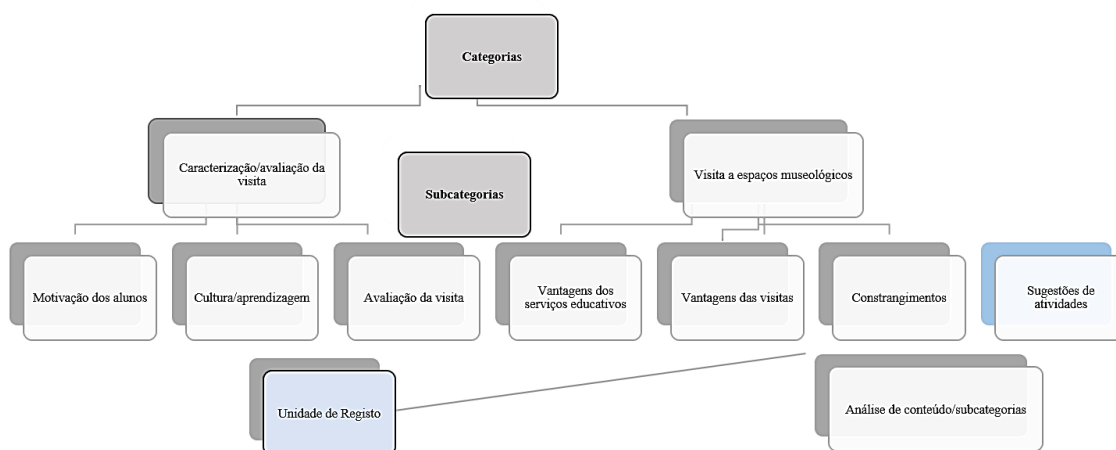 Categorias
Caracterização/avaliação da
visita
Subcategorias
Visita a espaços museológicos
Motivação dos alunos
Cultura/aprendizagem
Avaliação da visita
Vantagens dos
serviços educativos
Vantagens das visitas
Constrangimentos
Sugestões de
atividades
Unidade de Registo
Análise de conteúdo/subcategorias